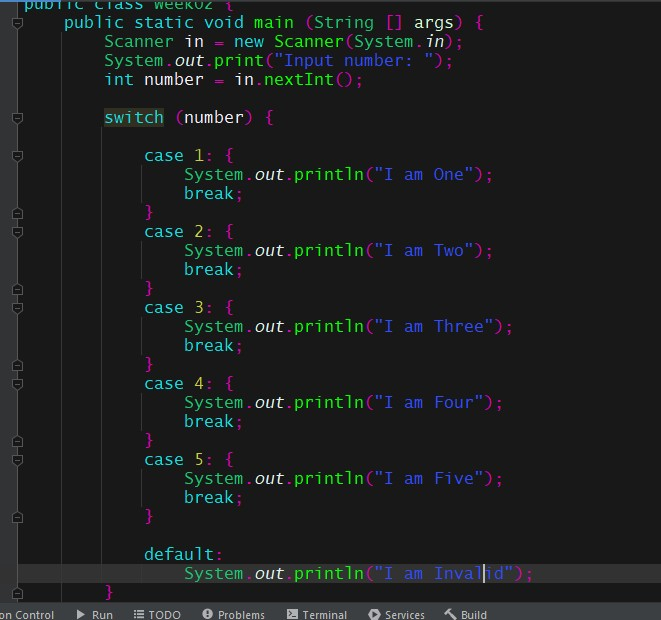 public class Week02 {
public static void main (String [] args) {
Scanner in = new Scanner(System.in);
System.out.print("Input number: ");
int number = in.nextInt();
switch (number) {
case 1: {
System.out.println("I am One");
break;
}
case 2: {
System.out.println("I am Two");
break;
}
case 3: {
System.out.println("I am Three");
break;
}
case 4: {
System.out.println("I am Four");
break;
}
case 5: {
System.out.println("I am Five");
break;
}
default:
System.out.println("I am Invalid");
}
on Control Run TODO Problems Terminal Services Build